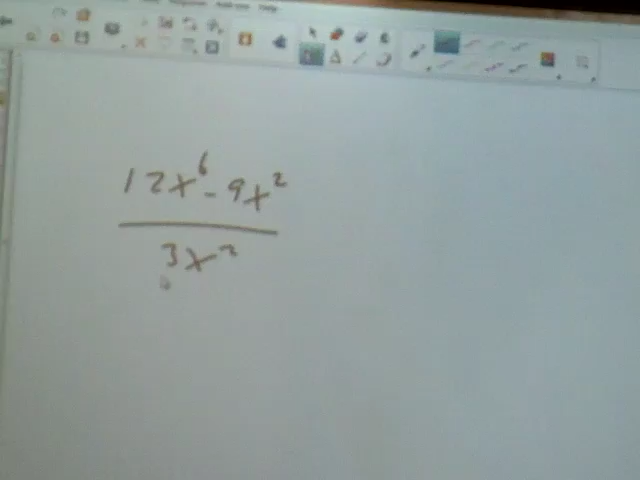 12x⁶ - 9x²
3x²